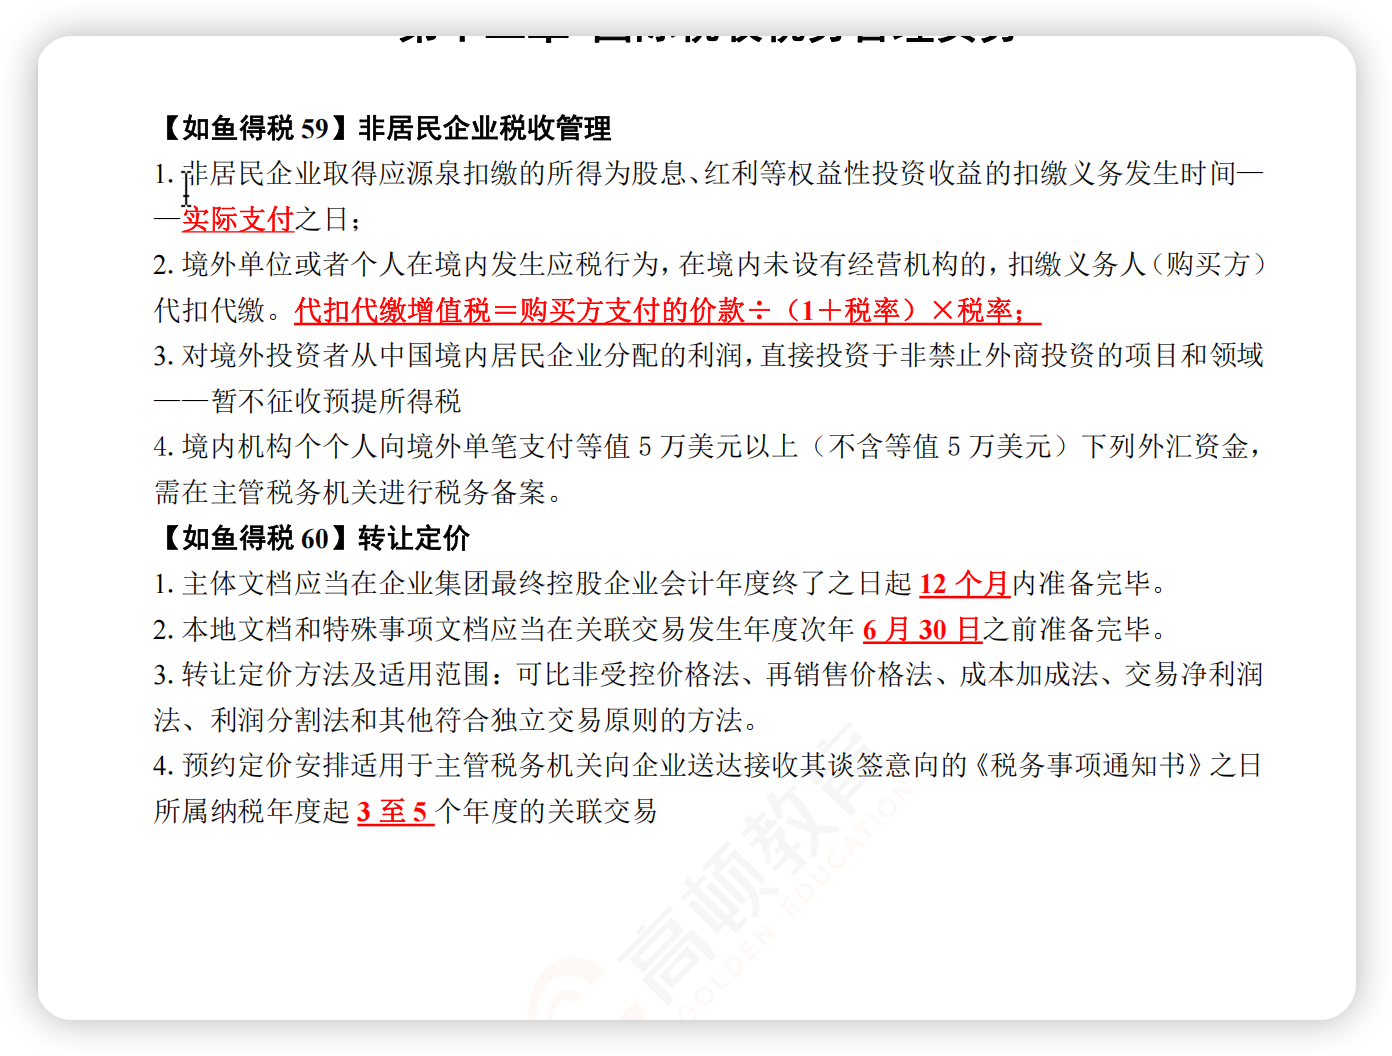 【如鱼得税 59】非居民企业税收管理
1. 非居民企业取得应源泉扣缴的所得为股息、红利等权益性投资收益的扣缴义务发生时间—
—实际支付之日；
2. 境外单位或者个人在境内发生应税行为，在境内未设有经营机构的，扣缴义务人（购买方）
代扣代缴。代扣代缴增值税＝购买方支付的价款÷（1＋税率）×税率；
3. 对境外投资者从中国境内居民企业分配的利润，直接投资于非禁止外商投资的项目和领域
——暂不征收预提所得税
4. 境内机构个个人向境外单笔支付等值 5 万美元以上（不含等值 5 万美元）下列外汇资金，
需在主管税务机关进行税务备案。
【如鱼得税 60】转让定价
1. 主体文档应当在企业集团最终控股企业会计年度终了之日起 12 个月内准备完毕。
2. 本地文档和特殊事项文档应当在关联交易发生年度次年 6 月 30 日之前准备完毕。
3. 转让定价方法及适用范围：可比非受控价格法、再销售价格法、成本加成法、交易净利润
法、利润分割法和其他符合独立交易原则的方法。
4. 预约定价安排适用于主管税务机关向企业送达接收其谈签意向的《税务事项通知书》之日
所属纳税年度起 3 至 5 个年度的关联交易
高顿教育
GOLDEN EDUCATION